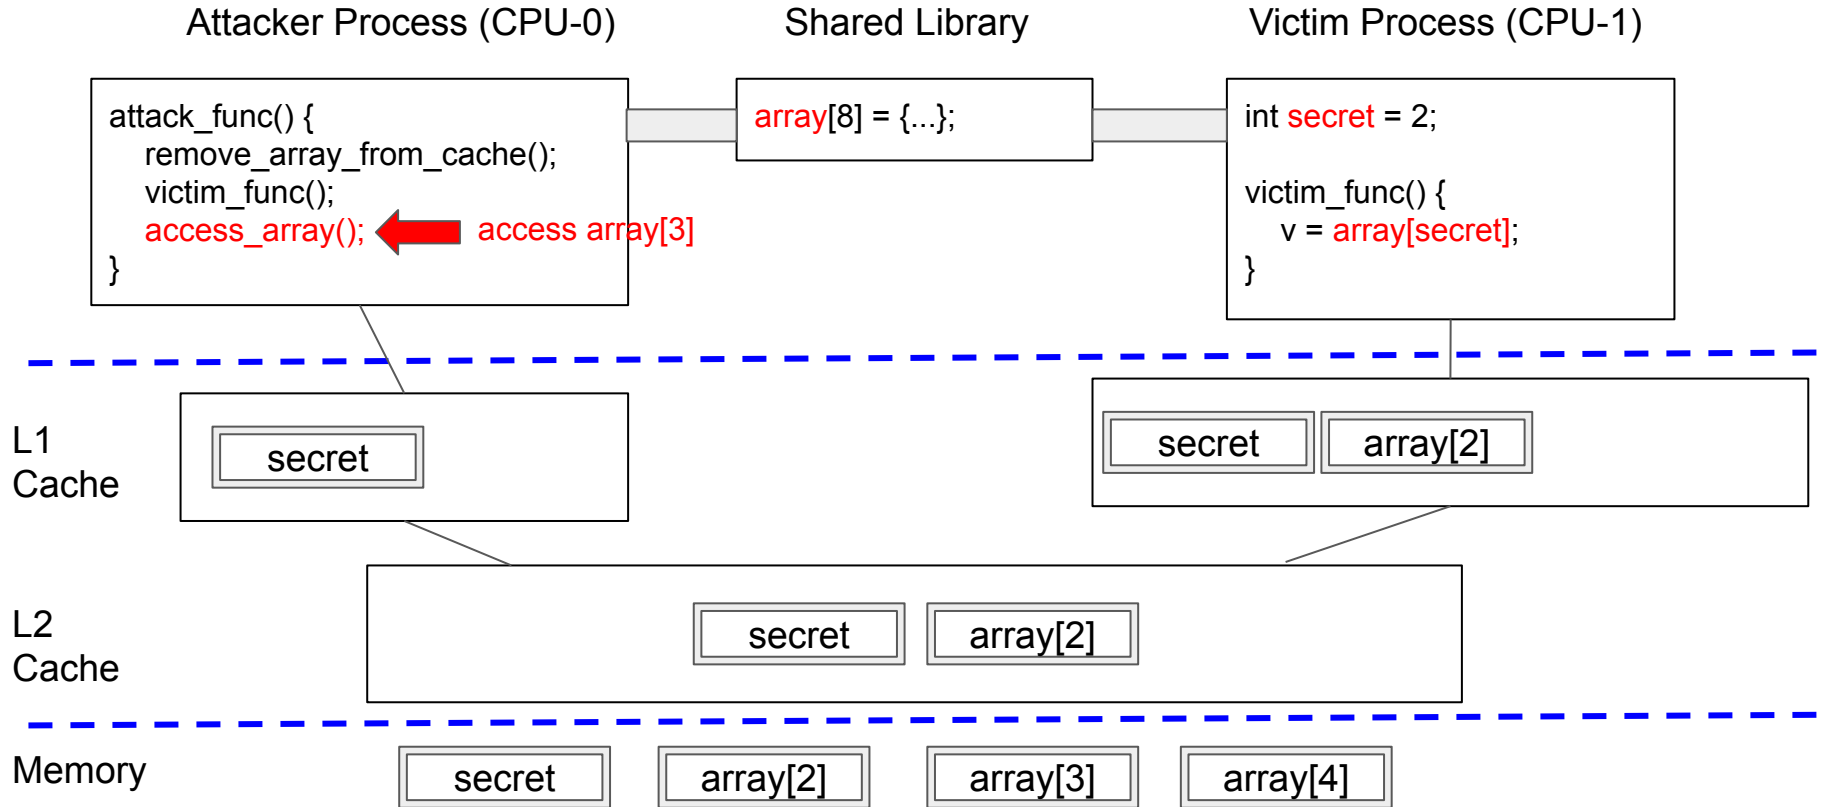 Attacker Process (CPU-0)
Shared Library
Victim Process (CPU-1)
attack_func() {
remove_array_from_cache();
victim_func();
access_array();
access array[3]
}
array[8] = {...};
int secret = 2;
victim_func() {
v = array[secret];
}
L1
Cache
secret
secret
array[2]
L2
Cache
secret
array[2]
Memory
secret
array[2]
array[3]
array[4]